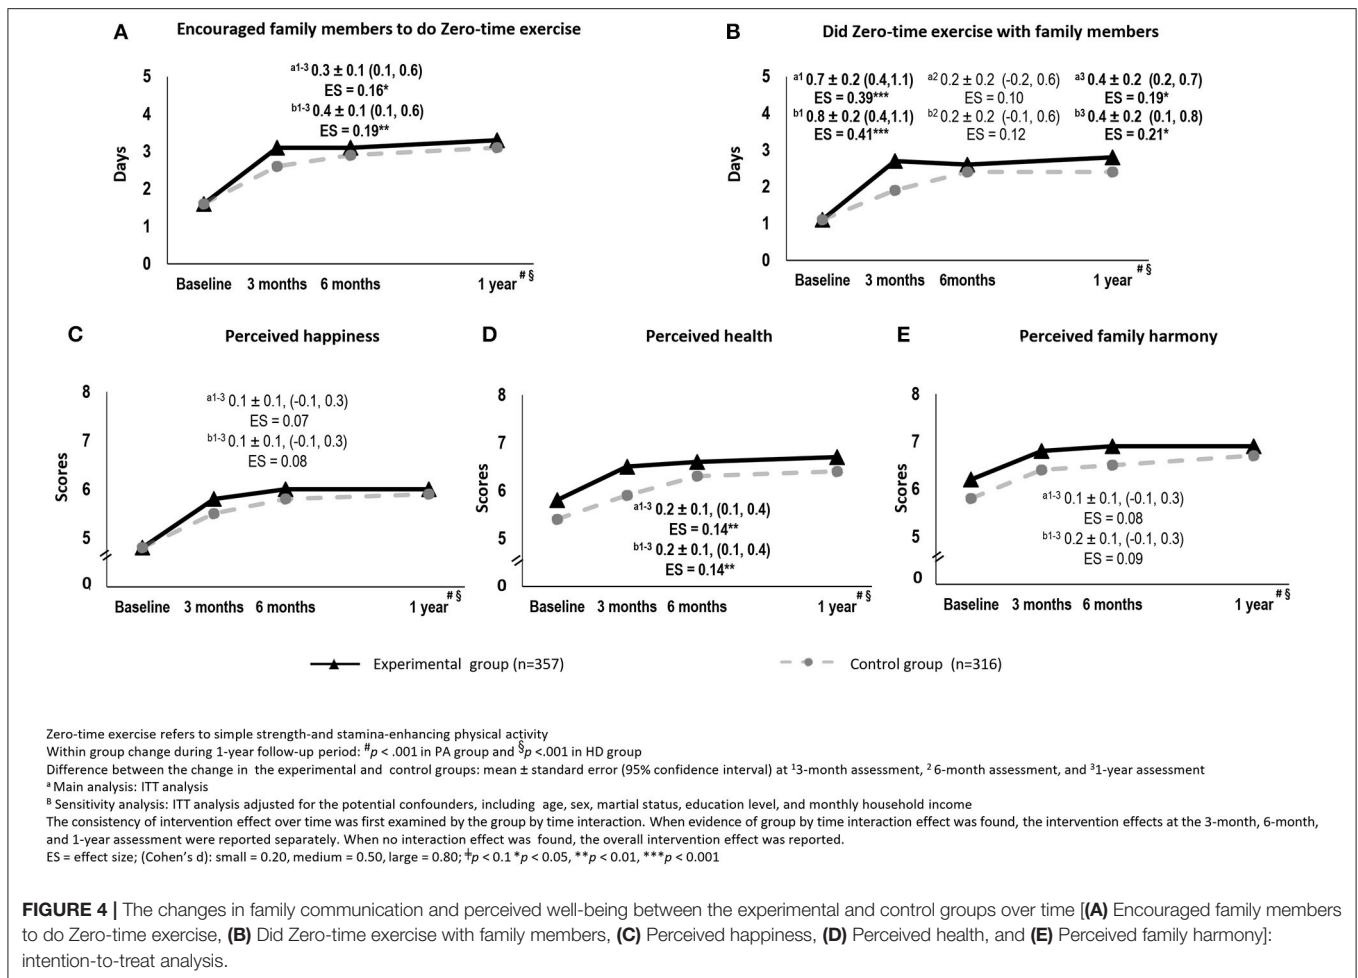 A Encouraged family members to do Zero-time exercise
a1-3 0.3 ± 0.1 (0.1, 0.6)
ES = 0.16*
b1-3 0.4 ± 0.1 (0.1, 0.6)
ES = 0.19**
5
4
3
2
1
0
Days
Baseline 3 months 6 months 1 year # §
B Did Zero-time exercise with family members
a1 0.7 ± 0.2 (0.4,1.1) a2 0.2 ± 0.2 (-0.2, 0.6) a3 0.4 ± 0.2 (0.2, 0.7)
ES = 0.39*** ES = 0.10 ES = 0.19*
b1 0.8 ± 0.2 (0.4,1.1) b2 0.2 ± 0.2 (-0.1, 0.6) b3 0.4 ± 0.2 (0.1, 0.8)
ES = 0.41*** ES = 0.12 ES = 0.21*
5
4
3
2
1
0
Days
Baseline 3 months 6months 1 year # §
C Perceived happiness
a1-3 0.1 ± 0.1, (-0.1, 0.3)
ES = 0.07
b1-3 0.1 ± 0.1, (-0.1, 0.3)
ES = 0.08
8
7
6
5
0
Scores
Baseline 3 months 6 months 1 year # §
D Perceived health
8
7
6
5
0
Scores
a1-3 0.2 ± 0.1, (0.1, 0.4)
ES = 0.14**
b1-3 0.2 ± 0.1, (0.1, 0.4)
ES = 0.14**
Baseline 3 months 6 months 1 year # §
E Perceived family harmony
8
7
6
5
0
Scores
a1-3 0.1 ± 0.1, (-0.1, 0.3)
ES = 0.08
b1-3 0.2 ± 0.1, (-0.1, 0.3)
ES = 0.09
Baseline 3 months 6 months 1 year # §
Experimental group (n=357) Control group (n=316)
Zero-time exercise refers to simple strength-and stamina-enhancing physical activity
Within group change during 1-year follow-up period: #p < .001 in PA group and §p <.001 in HD group
Difference between the change in the experimental and control groups: mean ± standard error (95% confidence interval) at 13-month assessment, 2 6-month assessment, and 31-year assessment
a Main analysis: ITT analysis
B Sensitivity analysis: ITT analysis adjusted for the potential confounders, including age, sex, martial status, education level, and monthly household income
The consistency of intervention effect over time was first examined by the group by time interaction. When evidence of group by time interaction effect was found, the intervention effects at the 3-month, 6-month,
and 1-year assessment were reported separately. When no interaction effect was found, the overall intervention effect was reported.
ES = effect size; (Cohen's d): small = 0.20, medium = 0.50, large = 0.80; ǂp < 0.1 *p < 0.05, **p < 0.01, ***p < 0.001
FIGURE 4 | The changes in family communication and perceived well-being between the experimental and control groups over time [(A) Encouraged family members
to do Zero-time exercise, (B) Did Zero-time exercise with family members, (C) Perceived happiness, (D) Perceived health, and (E) Perceived family harmony]:
intention-to-treat analysis.